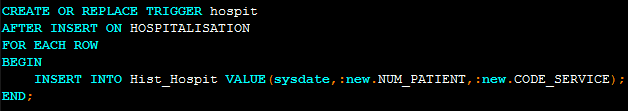 CREATE OR REPLACE TRIGGER hospit
AFTER INSERT ON HOSPITALISATION
FOR EACH ROW
BEGIN
INSERT INTO Hist_Hospit VALUE(sysdate,:new.NUM_PATIENT,:new.CODE_SERVICE);
END;